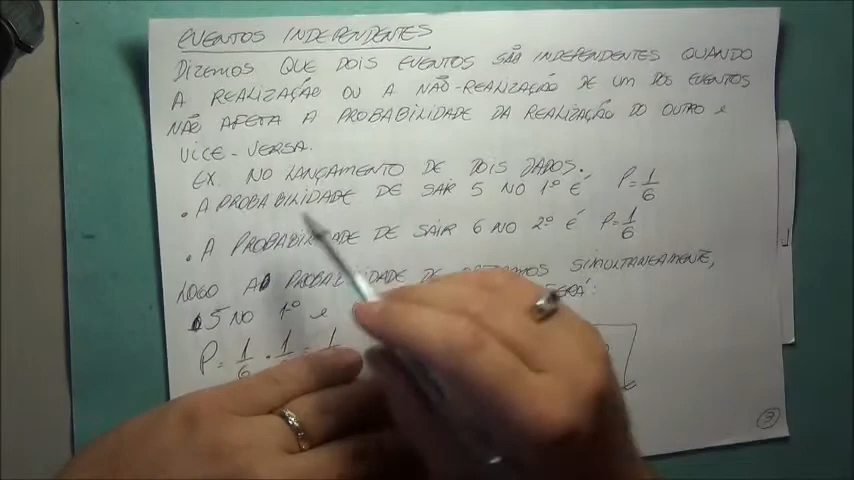 EVENTOS INDEPENDENTES
DIZEMOS QUE DOIS EVENTOS SÃO INDEPENDENTES QUANDO
A REALIZAÇÃO OU A NÃO-REALIZAÇÃO DE UM DOS EVENTOS
NÃO AFETA A PROBABILIDADE DA REALIZAÇÃO DO OUTRO e
VICE-VERSA.
EX. NO LANÇAMENTO DE DOIS DADOS.
. A PROBABILIDADE DE SAIR 5 NO 1º É P=1/6
. A DE SAIR 6 NO 2º É P=1/6
LOGO A PROBABILIDADE DE SIMULTANEAMENTE,
5 NO 1º e SERÁ:
P= 1/6 . 1 = 1
3